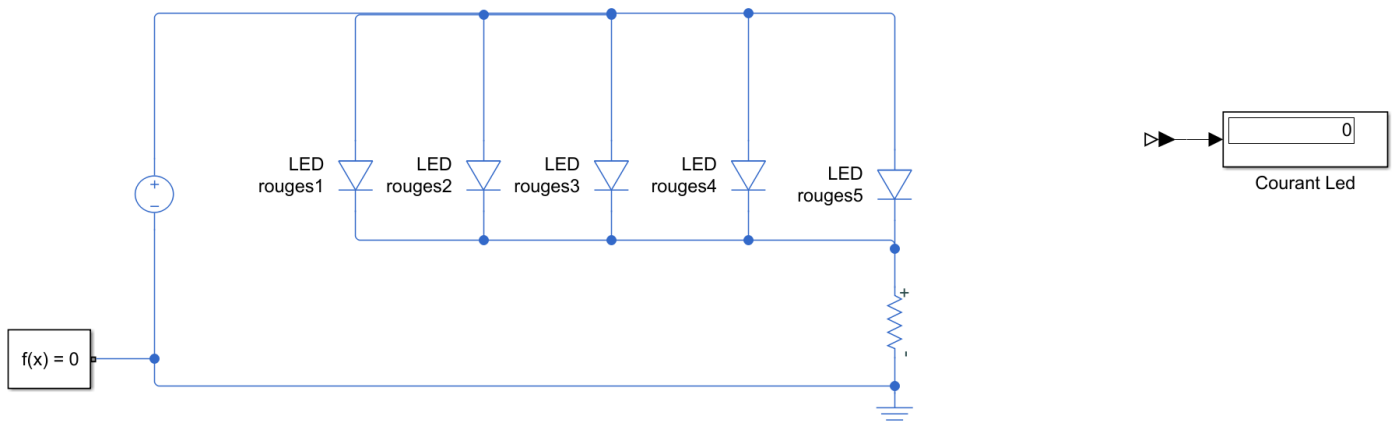 LED
rouges1
LED
rouges2
LED
rouges3
LED
rouges4
LED
rouges5
0
Courant Led
+
−
+
-
f(x) = 0